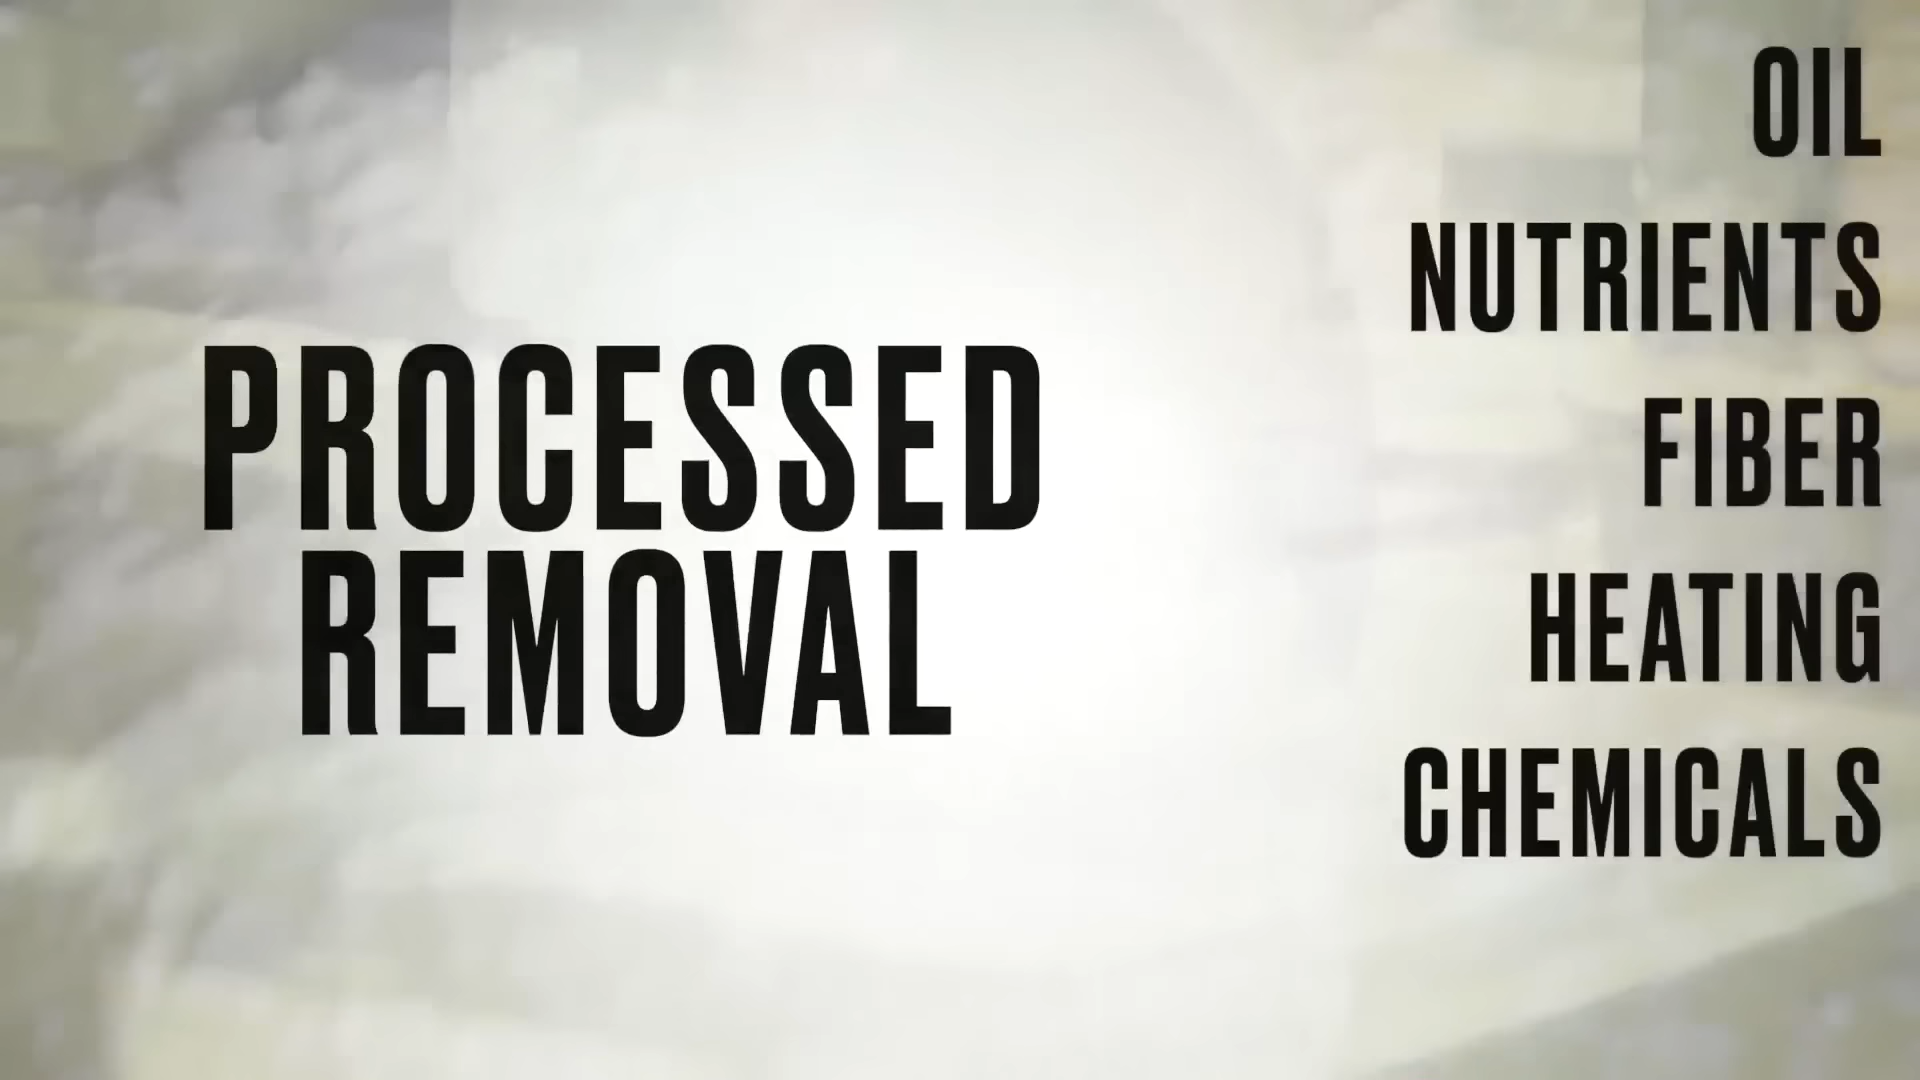 PROCESSED
REMOVAL
OIL
NUTRIENTS
FIBER
HEATING
CHEMICALS